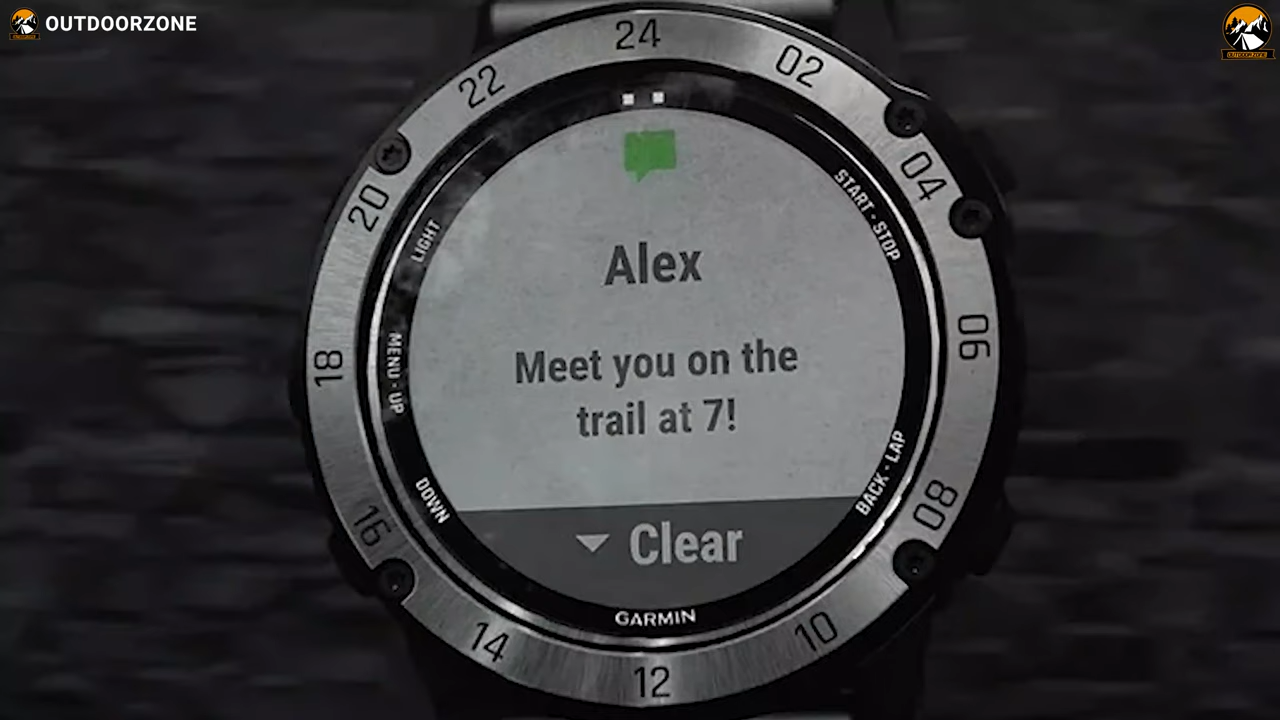 OUTDOORZONE
OUTDOORZONE
24
02
22
04
20
START · STOP
LIGHT
Alex
06
Meet you on the
trail at 7!
18
MENU · UP
BACK · LAP
DOWN
08
16
Clear
GARMIN
10
14
12